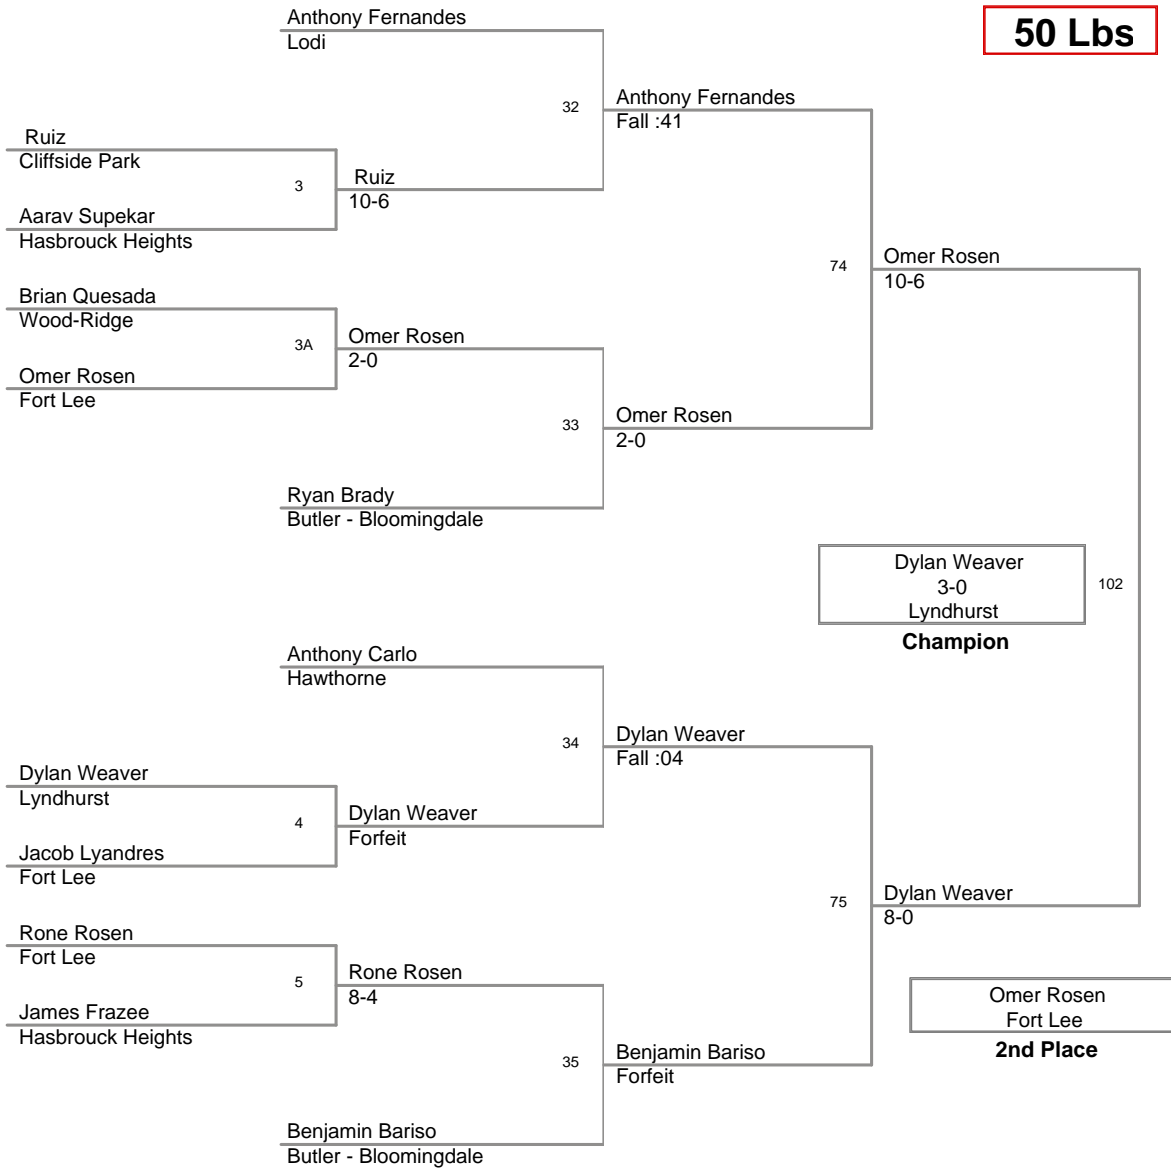 Anthony Fernandes
Lodi
50 Lbs
32
Anthony Fernandes
Fall :41
Ruiz
Cliffside Park
3
Ruiz
10-6
Aarav Supekar
Hasbrouck Heights
74
Omer Rosen
10-6
Brian Quesada
Wood-Ridge
3A
Omer Rosen
2-0
Omer Rosen
Fort Lee
33
Omer Rosen
2-0
Ryan Brady
Butler - Bloomingdale
Dylan Weaver
3-0
Lyndhurst
102
Champion
Anthony Carlo
Hawthorne
34
Dylan Weaver
Fall :04
Dylan Weaver
Lyndhurst
4
Dylan Weaver
Forfeit
Jacob Lyandres
Fort Lee
75
Dylan Weaver
8-0
Rone Rosen
Fort Lee
5
Rone Rosen
8-4
James Frazee
Hasbrouck Heights
Omer Rosen
Fort Lee
2nd Place
35
Benjamin Bariso
Forfeit
Benjamin Bariso
Butler - Bloomingdale